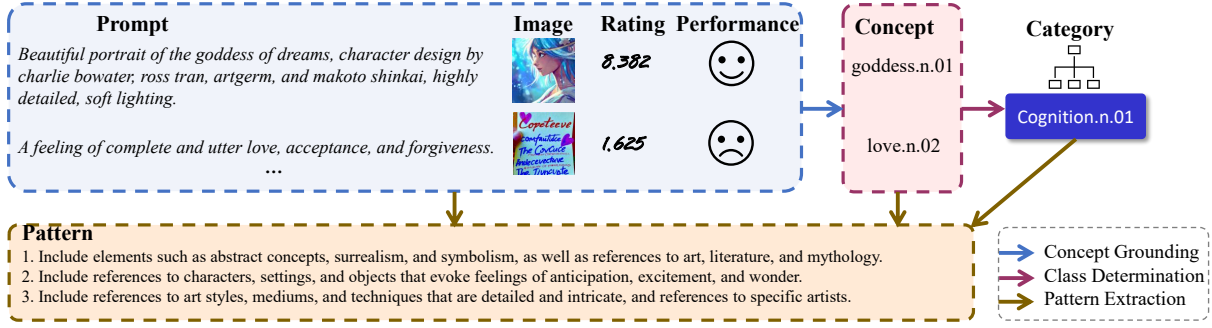 Prompt Image Rating Performance Concept Category
Beautiful portrait of the goddess of dreams, character design by
charlie bowater, ross tran, artgerm, and makoto shinkai, highly
detailed, soft lighting.
8.382
goddess.n.01
Cognition.n.01
A feeling of complete and utter love, acceptance, and forgiveness.
Copeteeve
The Covcuce
The Truncate
1.625
love.n.02
...
Pattern
1. Include elements such as abstract concepts, surrealism, and symbolism, as well as references to art, literature, and mythology.
2. Include references to characters, settings, and objects that evoke feelings of anticipation, excitement, and wonder.
3. Include references to art styles, mediums, and techniques that are detailed and intricate, and references to specific artists.
Concept Grounding
Class Determination
Pattern Extraction